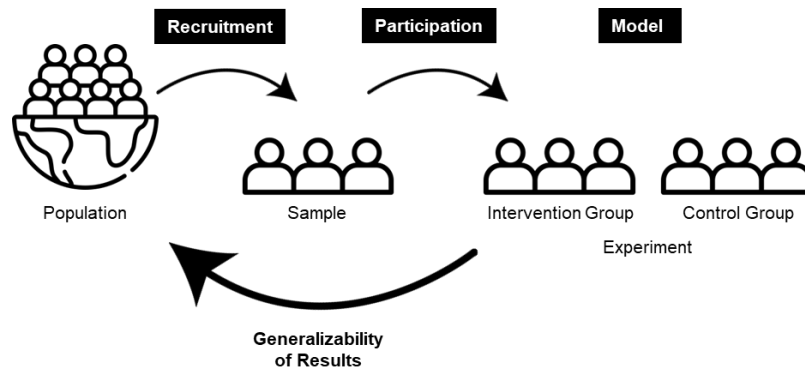 Recruitment
Participation
Model
Population
Sample
Intervention Group
Control Group
Experiment
Generalizability
of Results